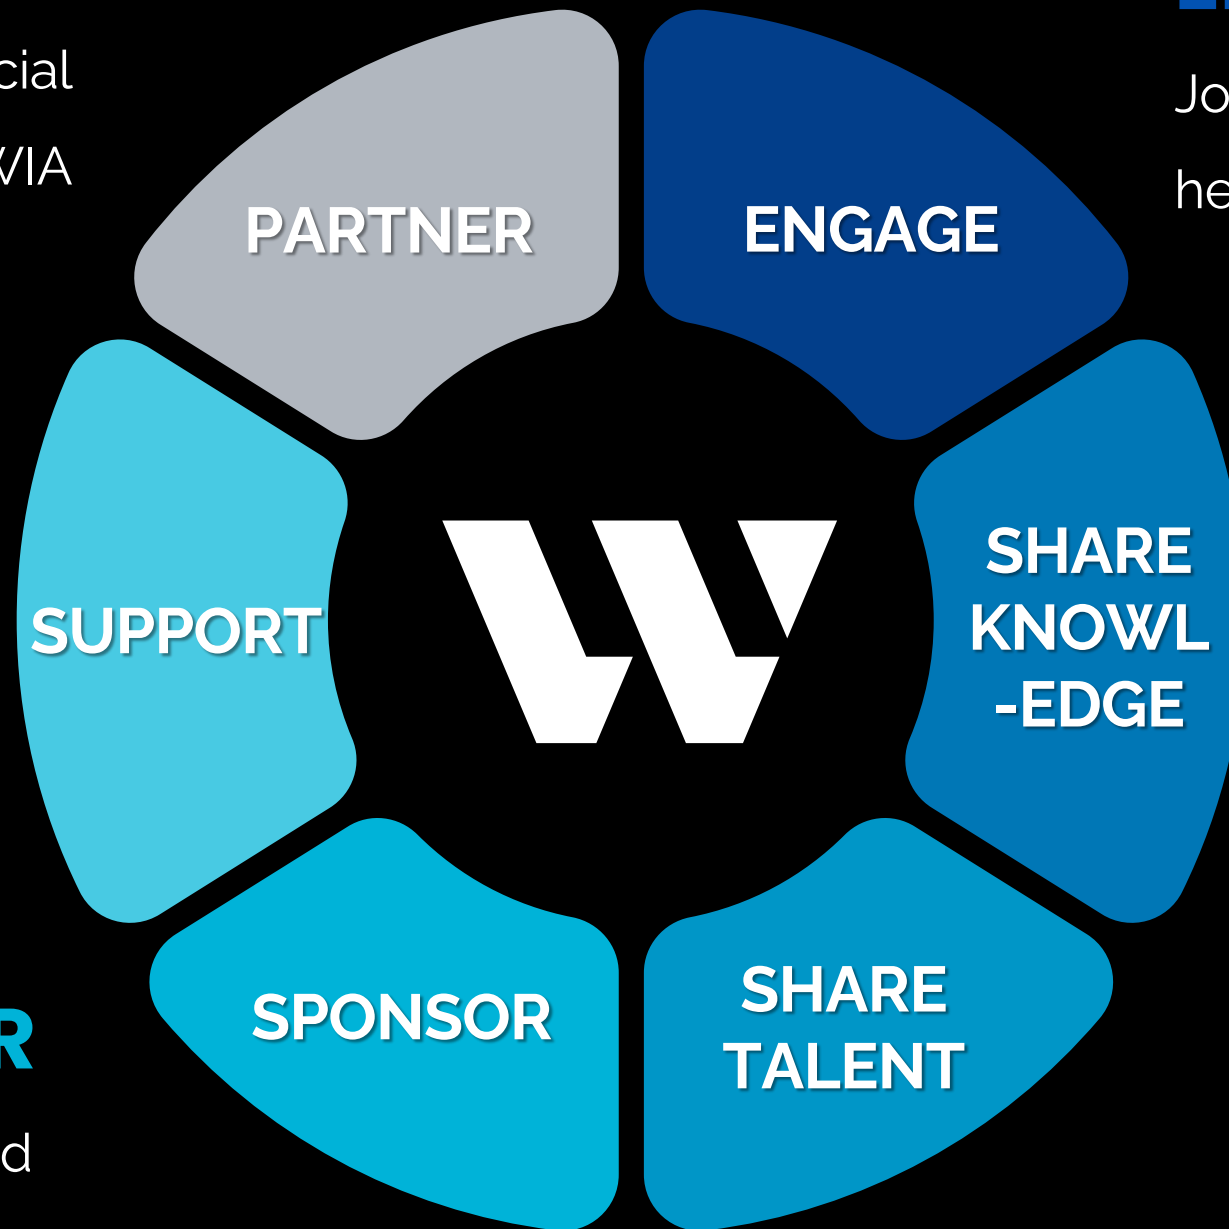 cial
VIA
PARTNER
ENGAGE
Jo
he
SUPPORT
SHARE
KNOWL
-EDGE
W
SPONSOR
SHARE
TALENT
R
d